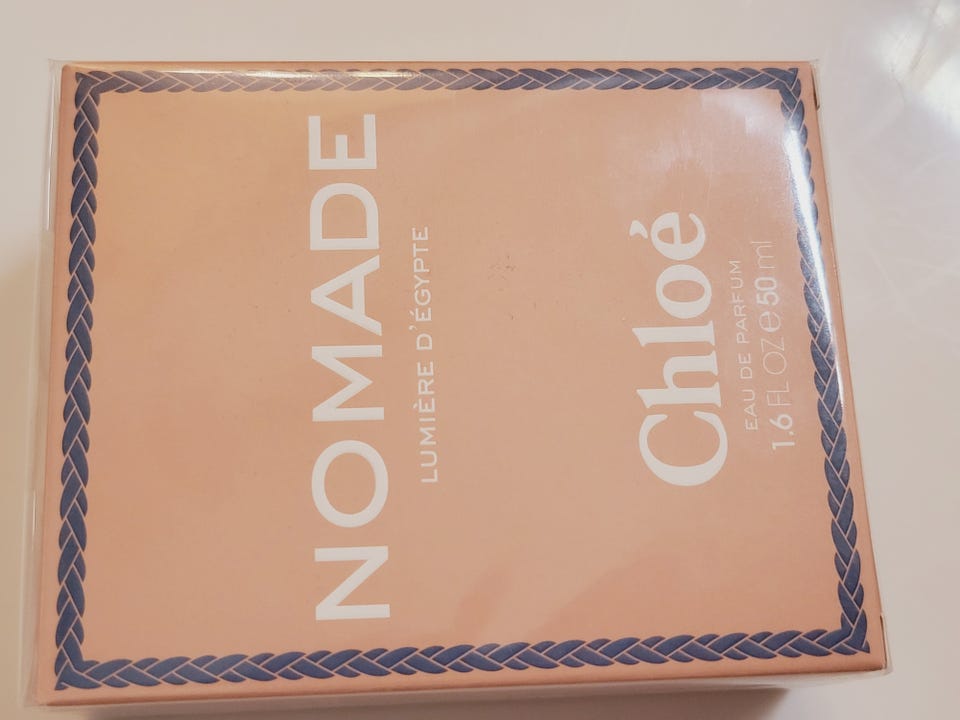 NOMADE
LUMIÈRE D'ÉGYPTE
Chloé
EAU DE PARFUM
1.6 FL OZ e 50 ml